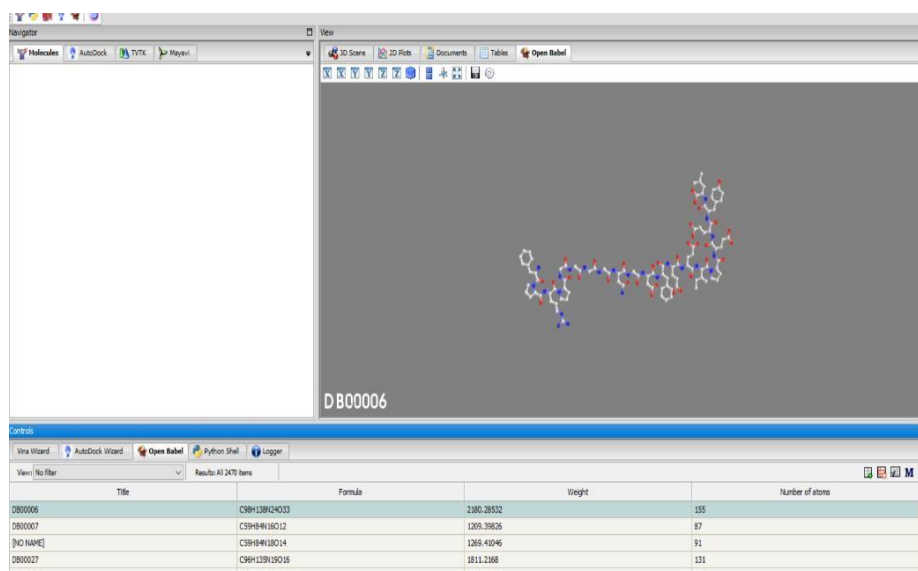 Navigator
View
Molecules AutoDock TVTK Mayavi
3D Scene 2D Plots Documents Tables Open Babel
X X Y Y Z Z
DB00006
Controls
Vina Wizard AutoDock Wizard Open Babel Python Shell Logger
View: No filter Results: All 2470 items M
Title Formula Weight Number of atoms
DB00006 C98H138N24O33 2180.28532 155
DB00007 C59H84N16O12 1209.39826 87
[NO NAME] C59H84N18O14 1269.41046 91
DB00027 C96H135N19O16 1811.2168 131